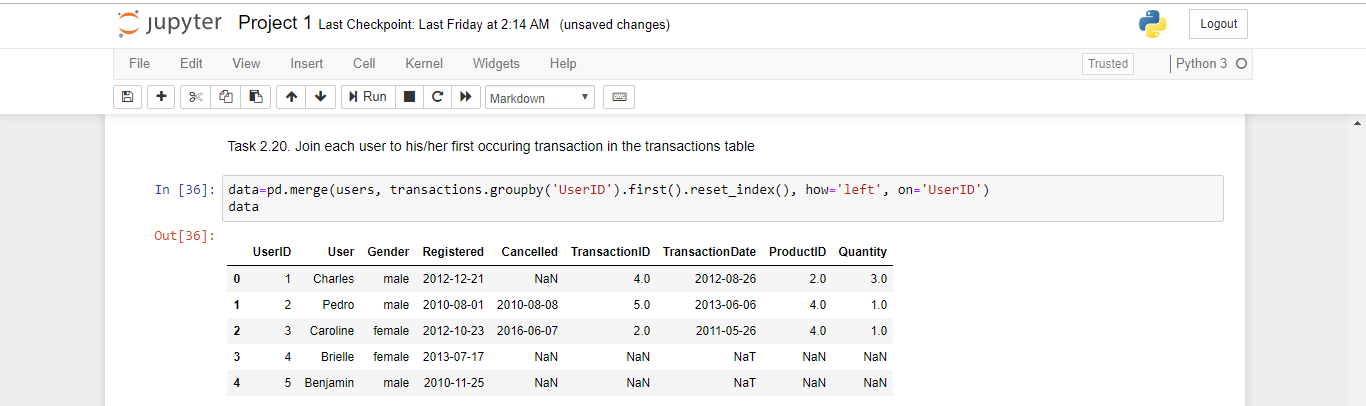 jupyter Project 1 Last Checkpoint: Last Friday at 2:14 AM (unsaved changes) Logout
File Edit View Insert Cell Kernel Widgets Help Trusted Python 3
Run Markdown
Task 2.20. Join each user to his/her first occuring transaction in the transactions table
In [36]: data=pd.merge(users, transactions.groupby('UserID').first().reset_index(), how='left', on='UserID')
data
Out[36]:
UserID User Gender Registered Cancelled TransactionID TransactionDate ProductID Quantity
0 1 Charles male 2012-12-21 NaN 4.0 2012-08-26 2.0 3.0
1 2 Pedro male 2010-08-01 2010-08-08 5.0 2013-06-06 4.0 1.0
2 3 Caroline female 2012-10-23 2016-06-07 2.0 2011-05-26 4.0 1.0
3 4 Brielle female 2013-07-17 NaN NaN NaT NaN NaN
4 5 Benjamin male 2010-11-25 NaN NaN NaT NaN NaN